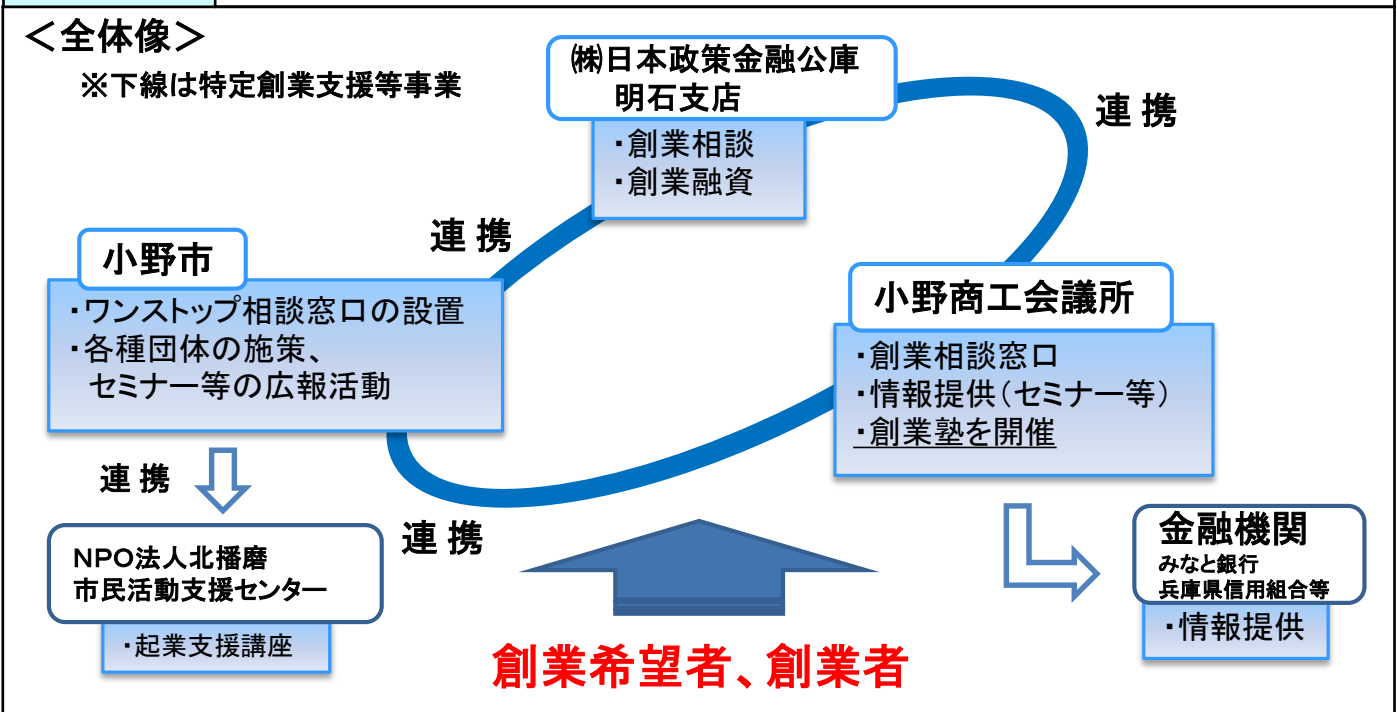 ＜全体像＞
※下線は特定創業支援等事業
㈱日本政策金融公庫
明石支店
・創業相談
・創業融資
連 携
連 携
小野市
・ワンストップ相談窓口の設置
・各種団体の施策、
セミナー等の広報活動
小野商工会議所
・創業相談窓口
・情報提供（セミナー等）
・創業塾を開催
連 携
連 携
NPO法人北播磨
市民活動支援センター
・起業支援講座
金融機関
みなと銀行
兵庫県信用組合等
・情報提供
創業希望者、創業者